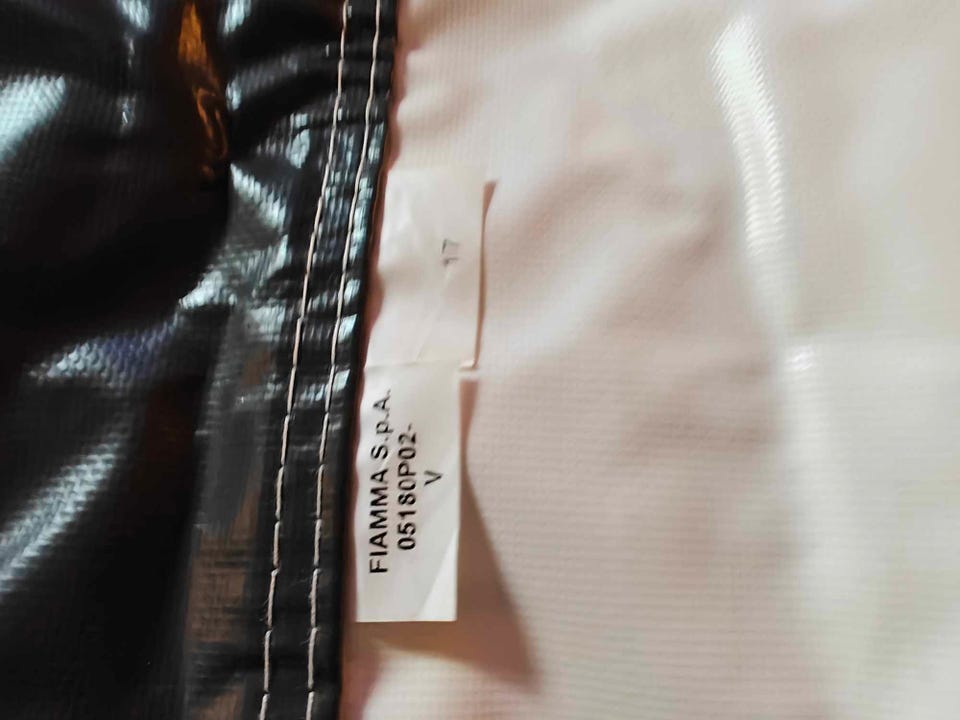 FIAMMA S.p.A.
05180P02-
V
17